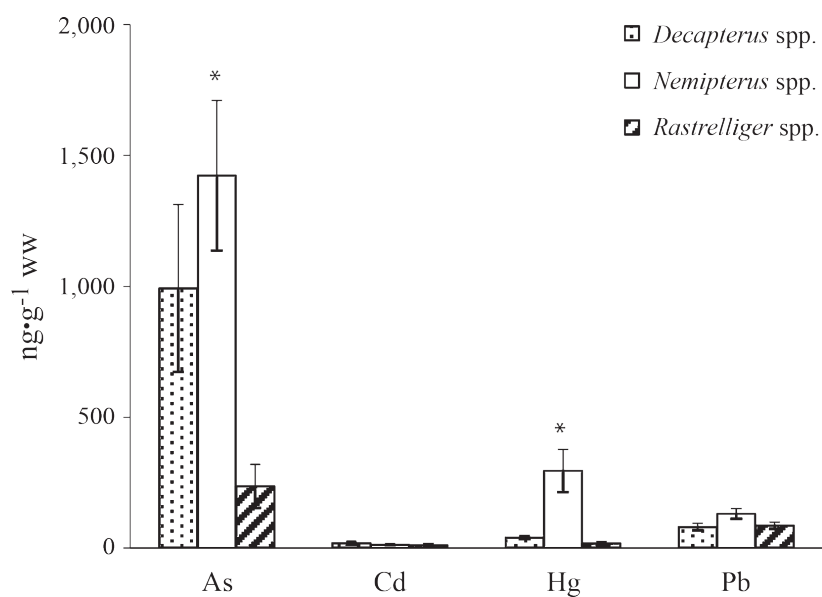 2,000
1,500
1,000
500
0
ng•g⁻¹ ww
*
*
As
Cd
Hg
Pb
Decapterus spp.
Nemipterus spp.
Rastrelliger spp.